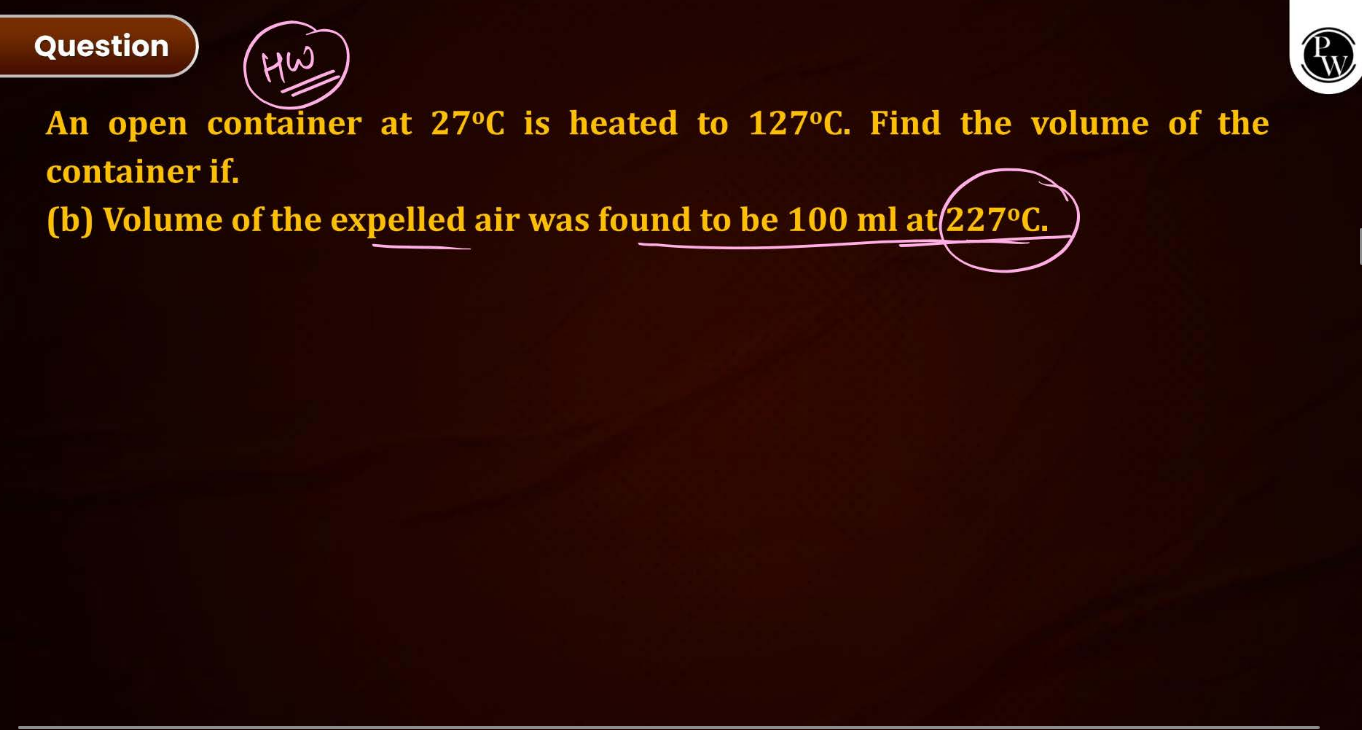 Question
HW
PW
An open container at 27°C is heated to 127°C. Find the volume of the
container if.
(b) Volume of the expelled air was found to be 100 ml at 227°C.